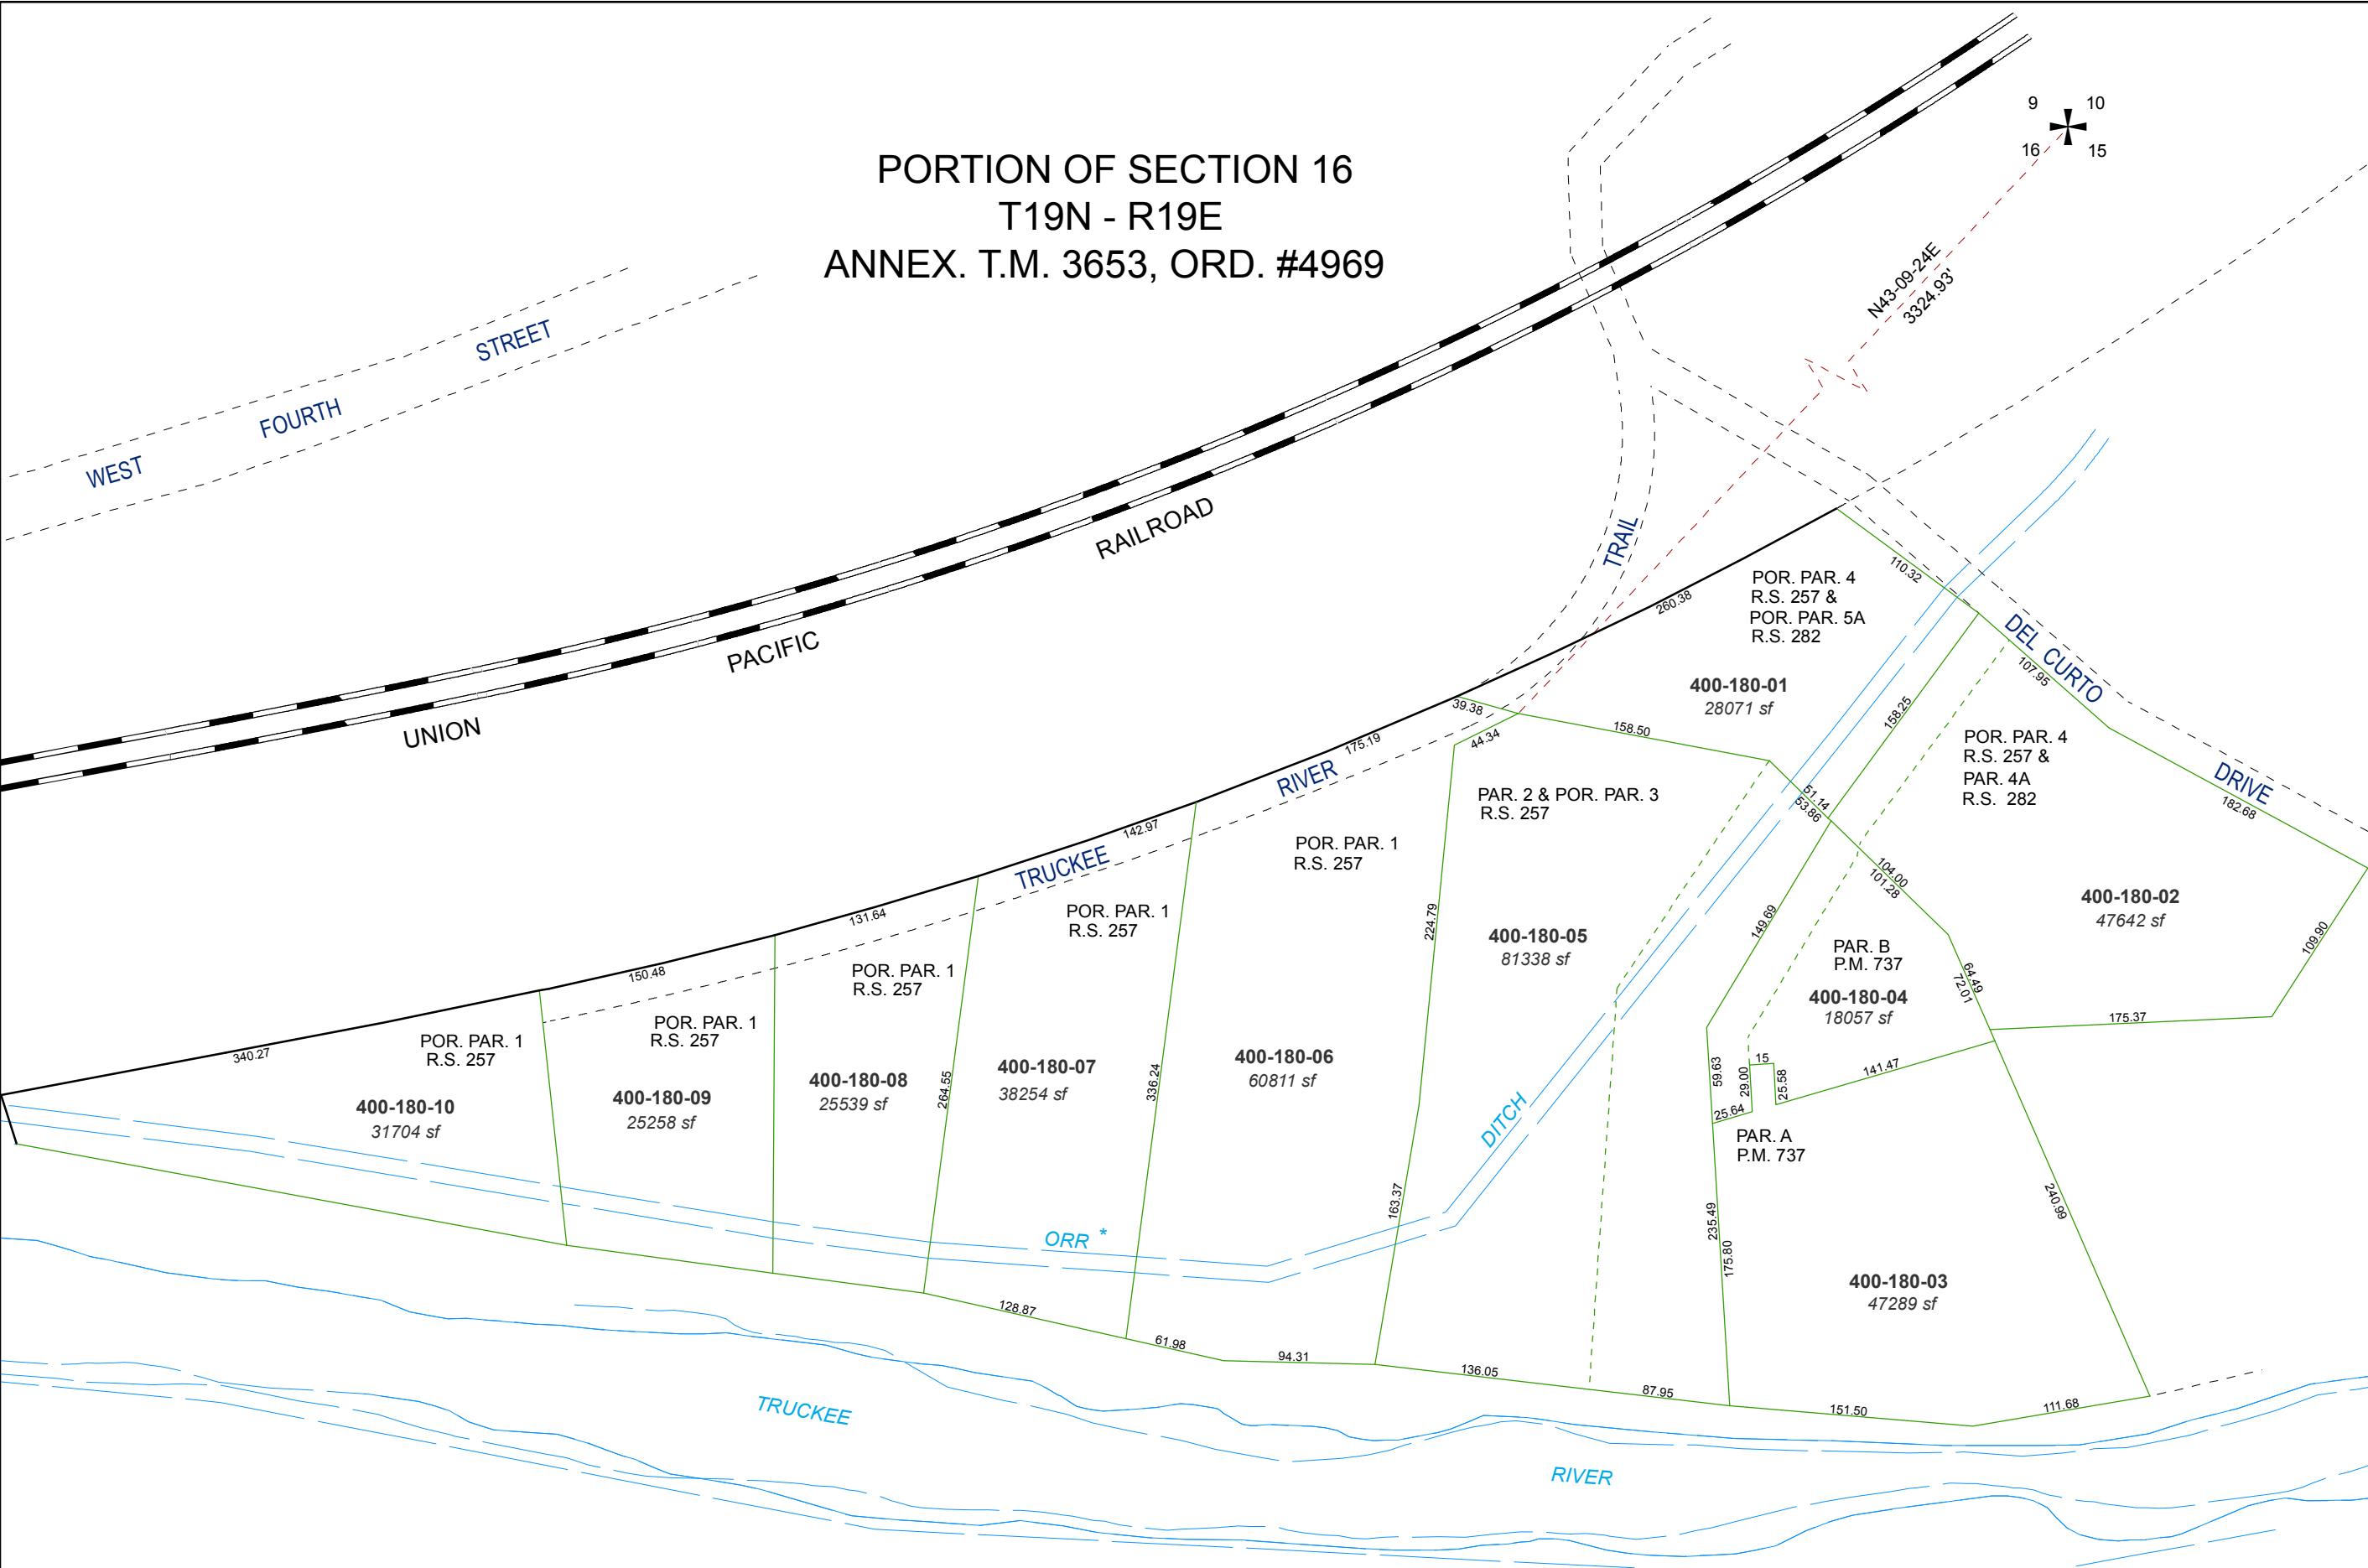 PORTION OF SECTION 16
T19N - R19E
ANNEX. T.M. 3653, ORD. #4969
9 10
16 15
N43-09-24E
3324.93'
WEST FOURTH STREET
UNION PACIFIC RAILROAD
TRUCKEE RIVER TRAIL
DEL CURTO DRIVE
110.32
260.38
POR. PAR. 4
R.S. 257 &
POR. PAR. 5A
R.S. 282
400-180-01
28071 sf
39.38
44.34
158.50
158.25
107.95
182.68
POR. PAR. 4
R.S. 257 &
PAR. 4A
R.S. 282
400-180-02
47642 sf
109.90
175.37
51.14
53.86
104.00
101.28
64.49
72.01
175.19
142.97
131.64
150.48
340.27
PAR. 2 & POR. PAR. 3
R.S. 257
400-180-05
81338 sf
224.79
163.37
149.69
PAR. B
P.M. 737
400-180-04
18057 sf
59.63
29.00
15
25.58
25.64
141.47
PAR. A
P.M. 737
400-180-03
47289 sf
235.49
175.80
240.99
POR. PAR. 1
R.S. 257
400-180-06
60811 sf
336.24
POR. PAR. 1
R.S. 257
400-180-07
38254 sf
264.55
POR. PAR. 1
R.S. 257
400-180-08
25539 sf
POR. PAR. 1
R.S. 257
400-180-09
25258 sf
POR. PAR. 1
R.S. 257
400-180-10
31704 sf
ORR * DITCH
128.87
61.98
94.31
136.05
87.95
151.50
111.68
TRUCKEE RIVER